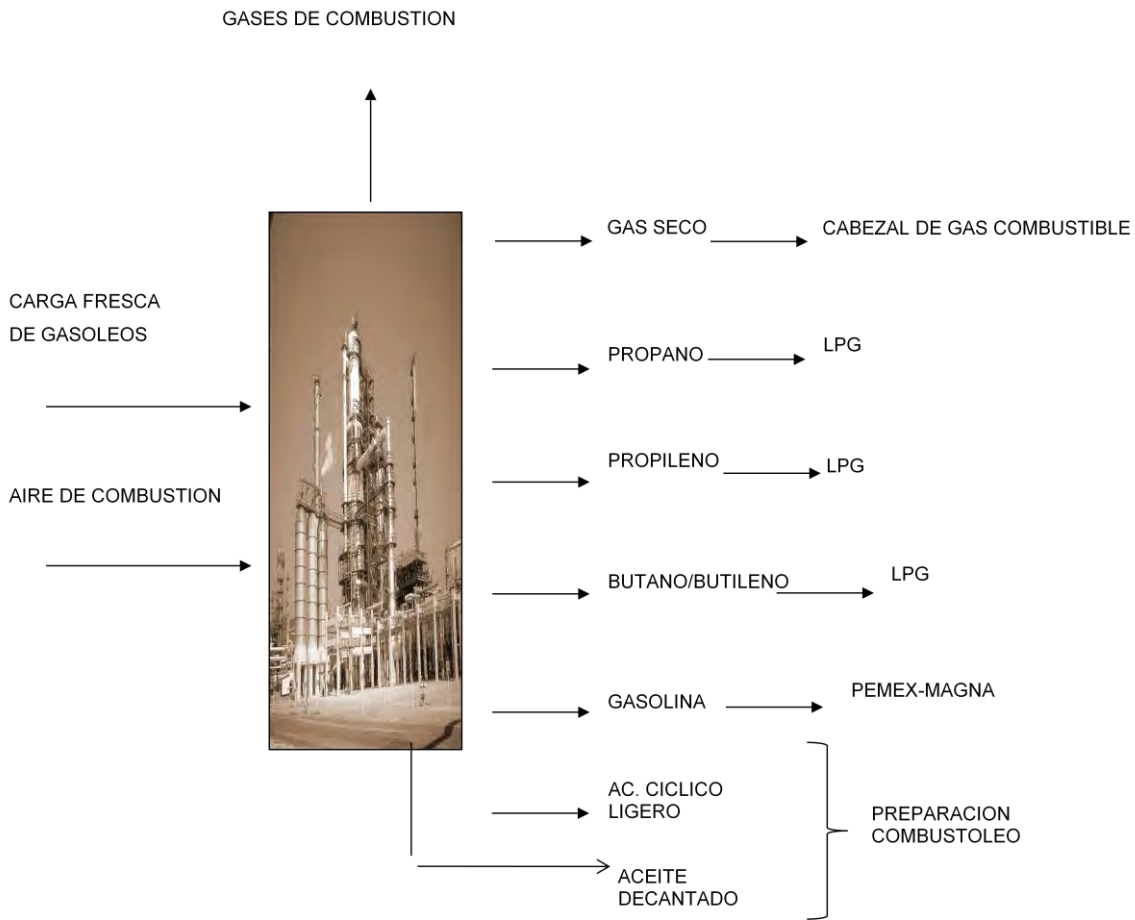 GASES DE COMBUSTION
GAS SECO
CABEZAL DE GAS COMBUSTIBLE
CARGA FRESCA
DE GASOLEOS
PROPANO
LPG
PROPILENO
LPG
AIRE DE COMBUSTION
BUTANO/BUTILENO
LPG
GASOLINA
PEMEX-MAGNA
AC. CICLICO
LIGERO
PREPARACION
COMBUSTOLEO
ACEITE
DECANTADO